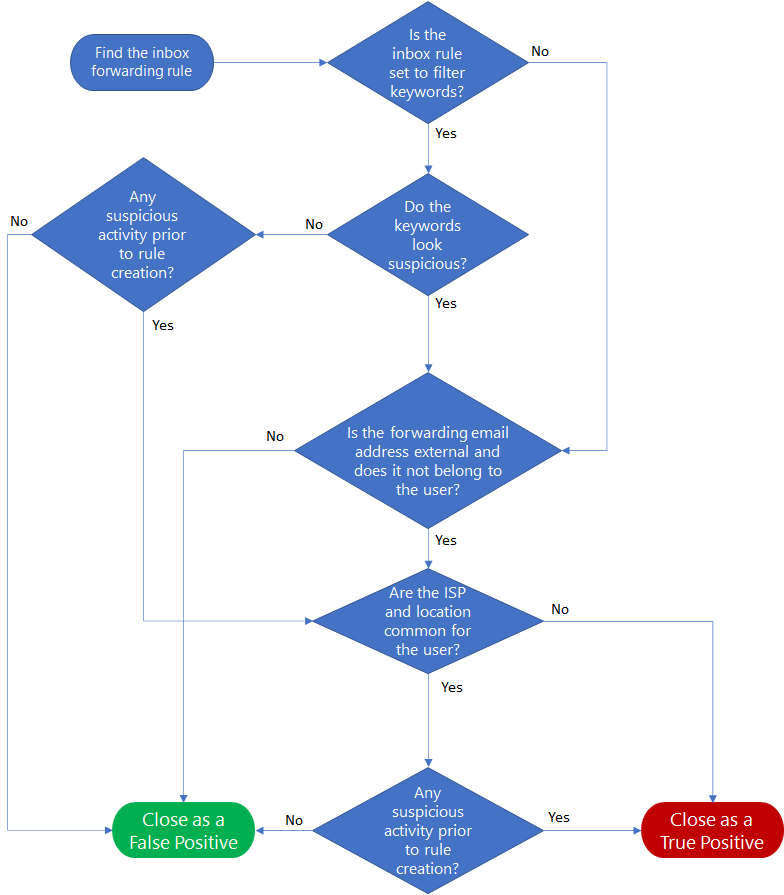 Find the inbox
forwarding rule
Is the
inbox rule
set to filter
keywords?
No
Yes
Any
suspicious
activity prior
to rule
creation?
No
No
Do the
keywords
look
suspicious?
Yes
Yes
No
Is the forwarding email
address external and
does it not belong to
the user?
Yes
Are the ISP
and location
common for
the user?
No
Yes
Close as a
False Positive
No
Any
suspicious
activity prior
to rule
creation?
Yes
Close as a
True Positive